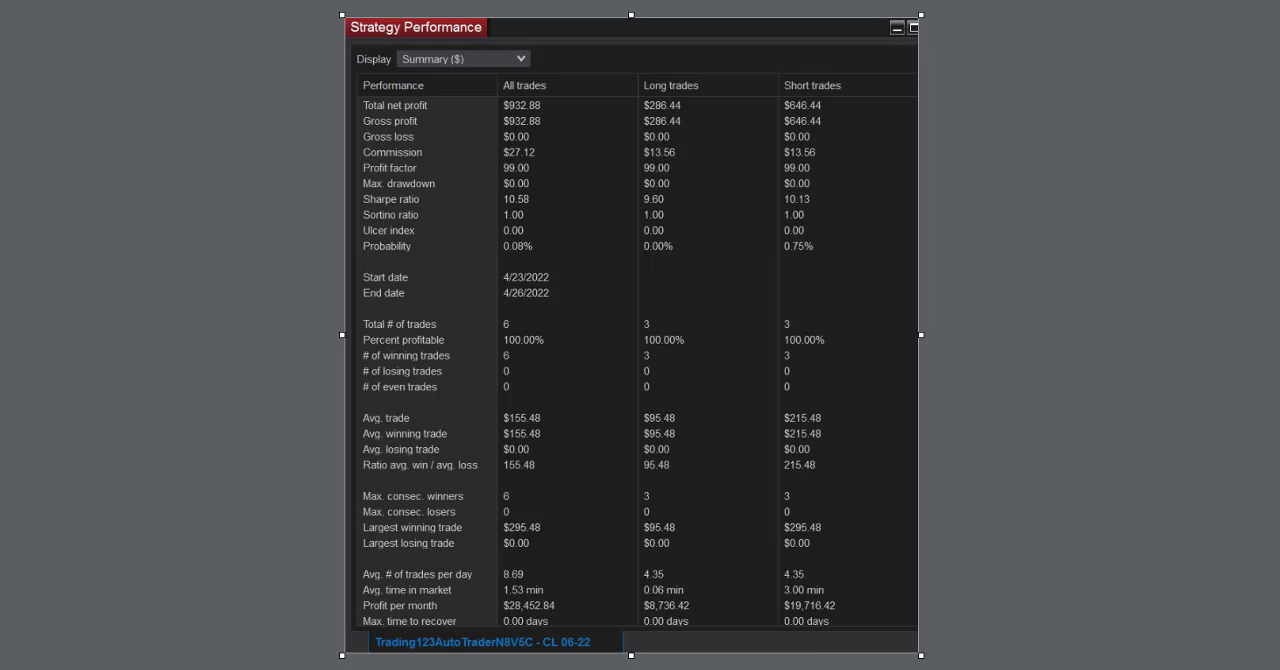 Strategy Performance
Display Summary ($)
Performance All trades Long trades Short trades
Total net profit $932.88 $286.44 $646.44
Gross profit $932.88 $286.44 $646.44
Gross loss $0.00 $0.00 $0.00
Commission $27.12 $13.56 $13.56
Profit factor 99.00 99.00 99.00
Max. drawdown $0.00 $0.00 $0.00
Sharpe ratio 10.58 9.60 10.13
Sortino ratio 1.00 1.00 1.00
Ulcer index 0.00 0.00 0.00
Probability 0.08% 0.00% 0.75%
Start date 4/23/2022
End date 4/26/2022
Total # of trades 6 3 3
Percent profitable 100.00% 100.00% 100.00%
# of winning trades 6 3 3
# of losing trades 0 0 0
# of even trades 0 0 0
Avg. trade $155.48 $95.48 $215.48
Avg. winning trade $155.48 $95.48 $215.48
Avg. losing trade $0.00 $0.00 $0.00
Ratio avg. win / avg. loss 155.48 95.48 215.48
Max. consec. winners 6 3 3
Max. consec. losers 0 0 0
Largest winning trade $295.48 $95.48 $295.48
Largest losing trade $0.00 $0.00 $0.00
Avg. # of trades per day 8.69 4.35 4.35
Avg. time in market 1.53 min 0.06 min 3.00 min
Profit per month $28,452.84 $8,736.42 $19,716.42
Max. time to recover 0.00 days 0.00 days 0.00 days
Trading123AutoTraderN8V5C - CL 06-22